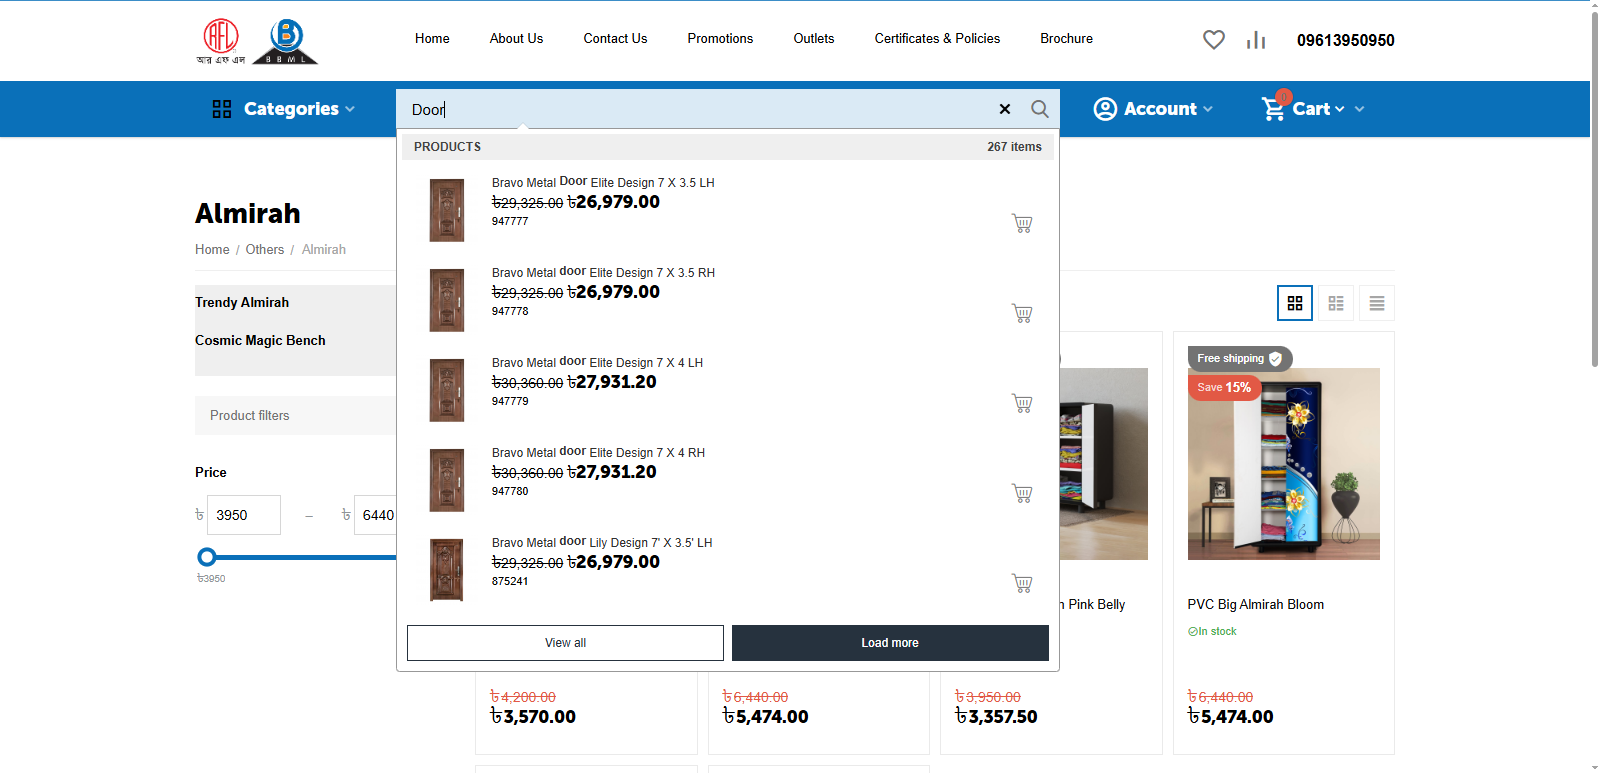 RFL
আর এফ এল
B
BBML
Home
About Us
Contact Us
Promotions
Outlets
Certificates & Policies
Brochure
09613950950
Categories
Door
Account
0
Cart
PRODUCTS
267 items
Bravo Metal Door Elite Design 7 X 3.5 LH
৳29,325.00 ৳26,979.00
947777
Bravo Metal door Elite Design 7 X 3.5 RH
৳29,325.00 ৳26,979.00
947778
Bravo Metal door Elite Design 7 X 4 LH
৳30,360.00 ৳27,931.20
947779
Bravo Metal door Elite Design 7 X 4 RH
৳30,360.00 ৳27,931.20
947780
Bravo Metal door Lily Design 7' X 3.5' LH
৳29,325.00 ৳26,979.00
875241
View all
Load more
Almirah
Home / Others / Almirah
Trendy Almirah
Cosmic Magic Bench
Product filters
Price
৳ 3950 – ৳ 6440
৳3950
Free shipping
Save 15%
Pink Belly
PVC Big Almirah Bloom
In stock
৳4,200.00
৳3,570.00
৳6,440.00
৳5,474.00
৳3,950.00
৳3,357.50
৳6,440.00
৳5,474.00